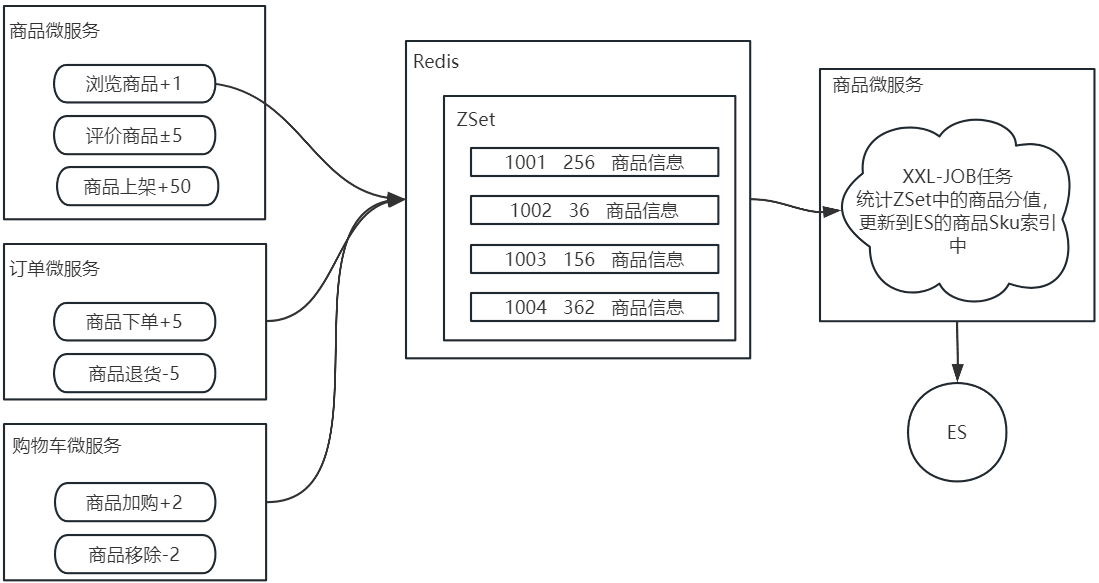 商品微服务
浏览商品+1
评价商品±5
商品上架+50
订单微服务
商品下单+5
商品退货-5
购物车微服务
商品加购+2
商品移除-2
Redis
ZSet
1001 256 商品信息
1002 36 商品信息
1003 156 商品信息
1004 362 商品信息
商品微服务
XXL-JOB任务
统计ZSet中的商品分值，
更新到ES的商品Sku索引
中
ES